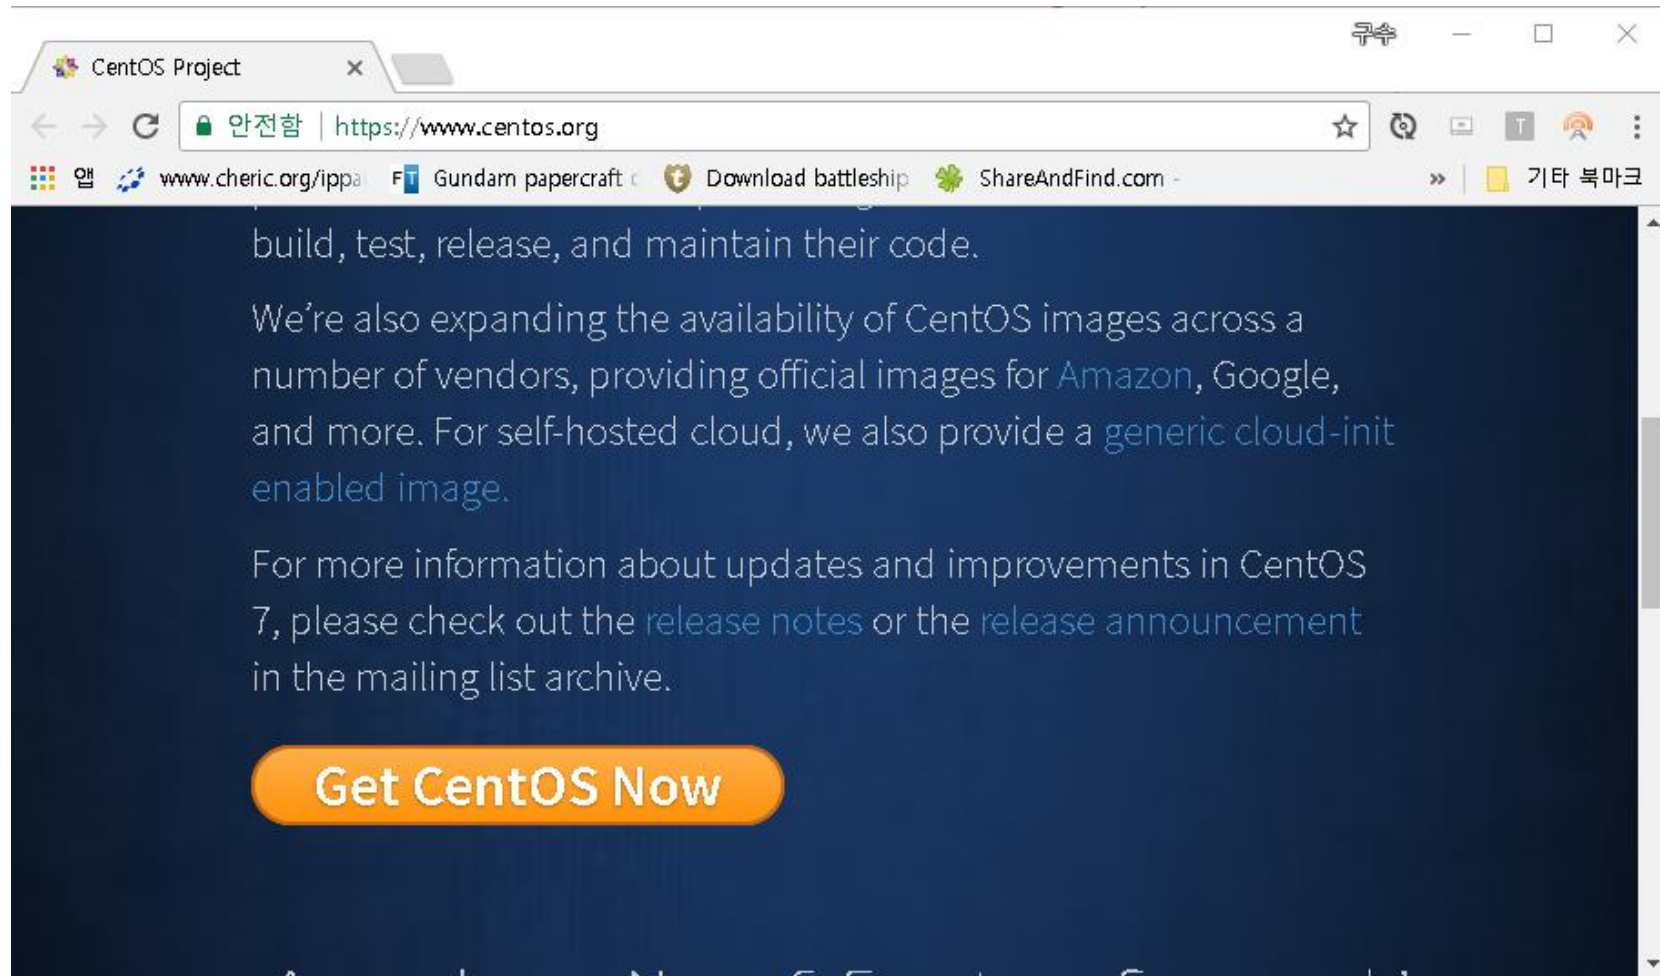 구수
CentOS Project
안전함 | https://www.centos.org
앱 www.cheric.org/ippa Gundam papercraft Download battleship ShareAndFind.com - » 기타 북마크
build, test, release, and maintain their code.
We're also expanding the availability of CentOS images across a
number of vendors, providing official images for Amazon, Google,
and more. For self-hosted cloud, we also provide a generic cloud-init
enabled image.
For more information about updates and improvements in CentOS
7, please check out the release notes or the release announcement
in the mailing list archive.
Get CentOS Now